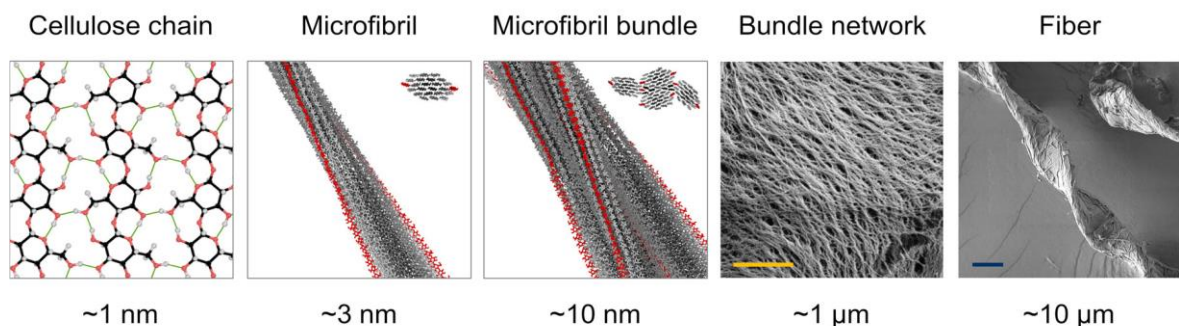 Cellulose chain Microfibril Microfibril bundle Bundle network Fiber
~1 nm ~3 nm ~10 nm ~1 µm ~10 µm